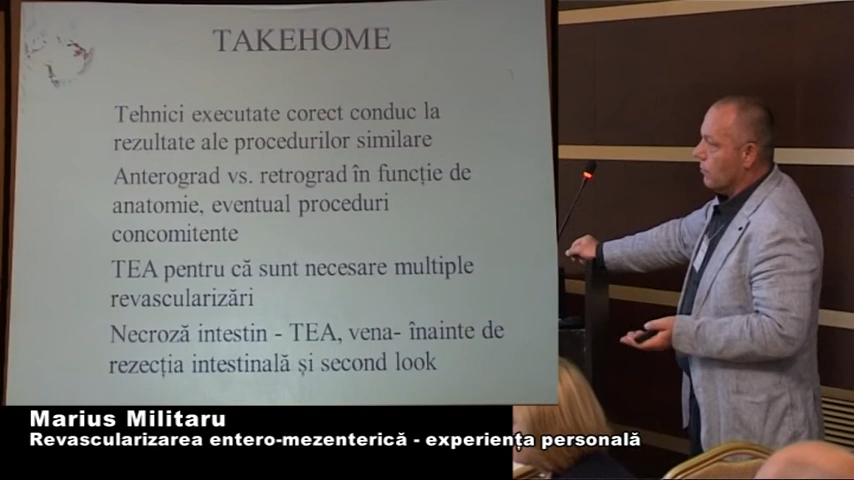 TAKEHOME
Tehnici executate corect conduc la
rezultate ale procedurilor similare
Anterograd vs. retrograd în funcție de
anatomie, eventual proceduri
concomitente
TEA pentru că sunt necesare multiple
revascularizări
Necroză intestin - TEA, vena- înainte de
rezecția intestinală și second look
Marius Militaru
Revascularizarea entero-mezenterică - experiența personală